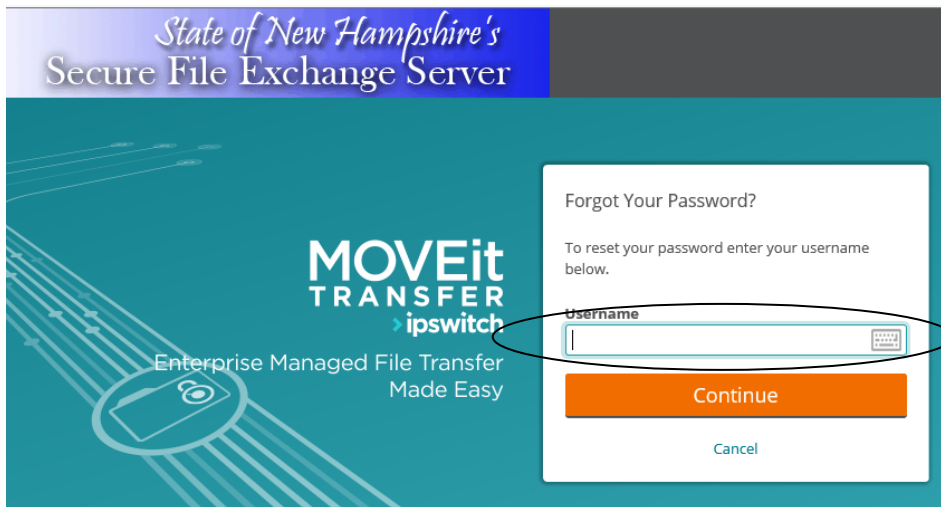 State of New Hampshire's
Secure File Exchange Server
MOVEit
TRANSFER
ipswitch
Enterprise Managed File Transfer
Made Easy
Forgot Your Password?
To reset your password enter your username
below.
Username
Continue
Cancel